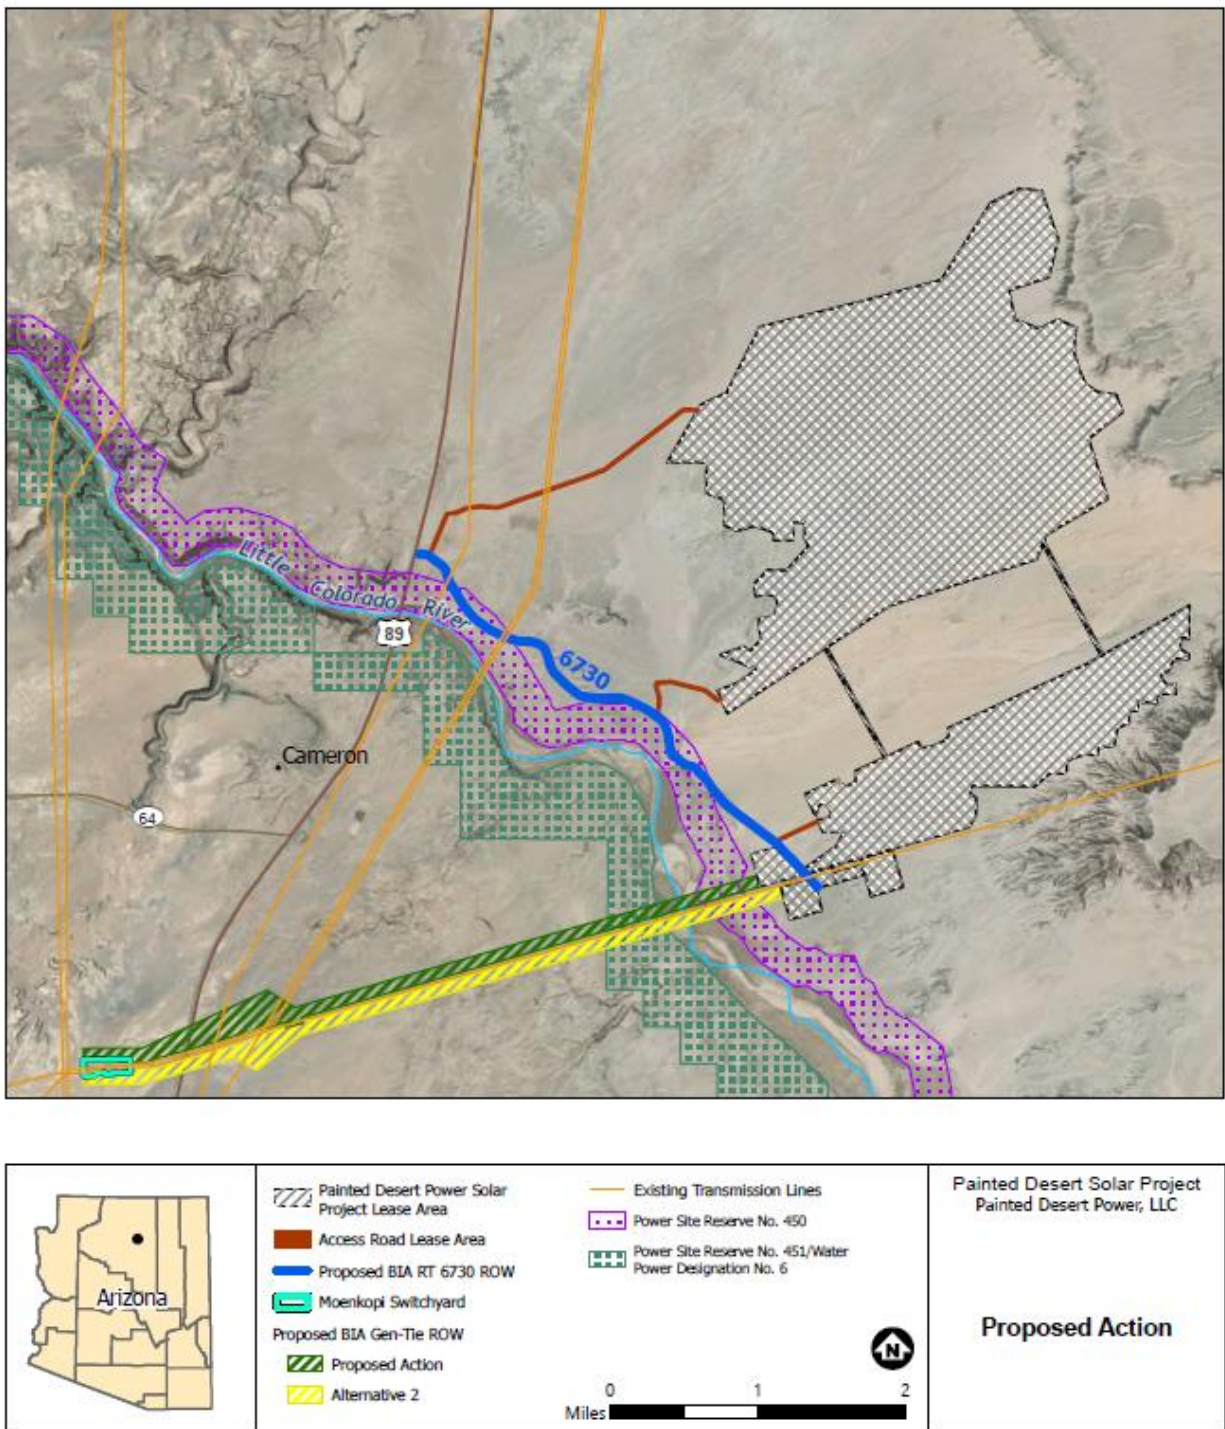 Little Colorado River
89
6730
Cameron
64
Arizona
Painted Desert Power Solar
Project Lease Area
Access Road Lease Area
Proposed BIA RT 6730 ROW
Moenkopi Switchyard
Proposed BIA Gen-Tie ROW
Proposed Action
Alternative 2
Existing Transmission Lines
Power Site Reserve No. 450
Power Site Reserve No. 451/Water
Power Designation No. 6
N
0 1 2
Miles
Painted Desert Solar Project
Painted Desert Power, LLC
Proposed Action